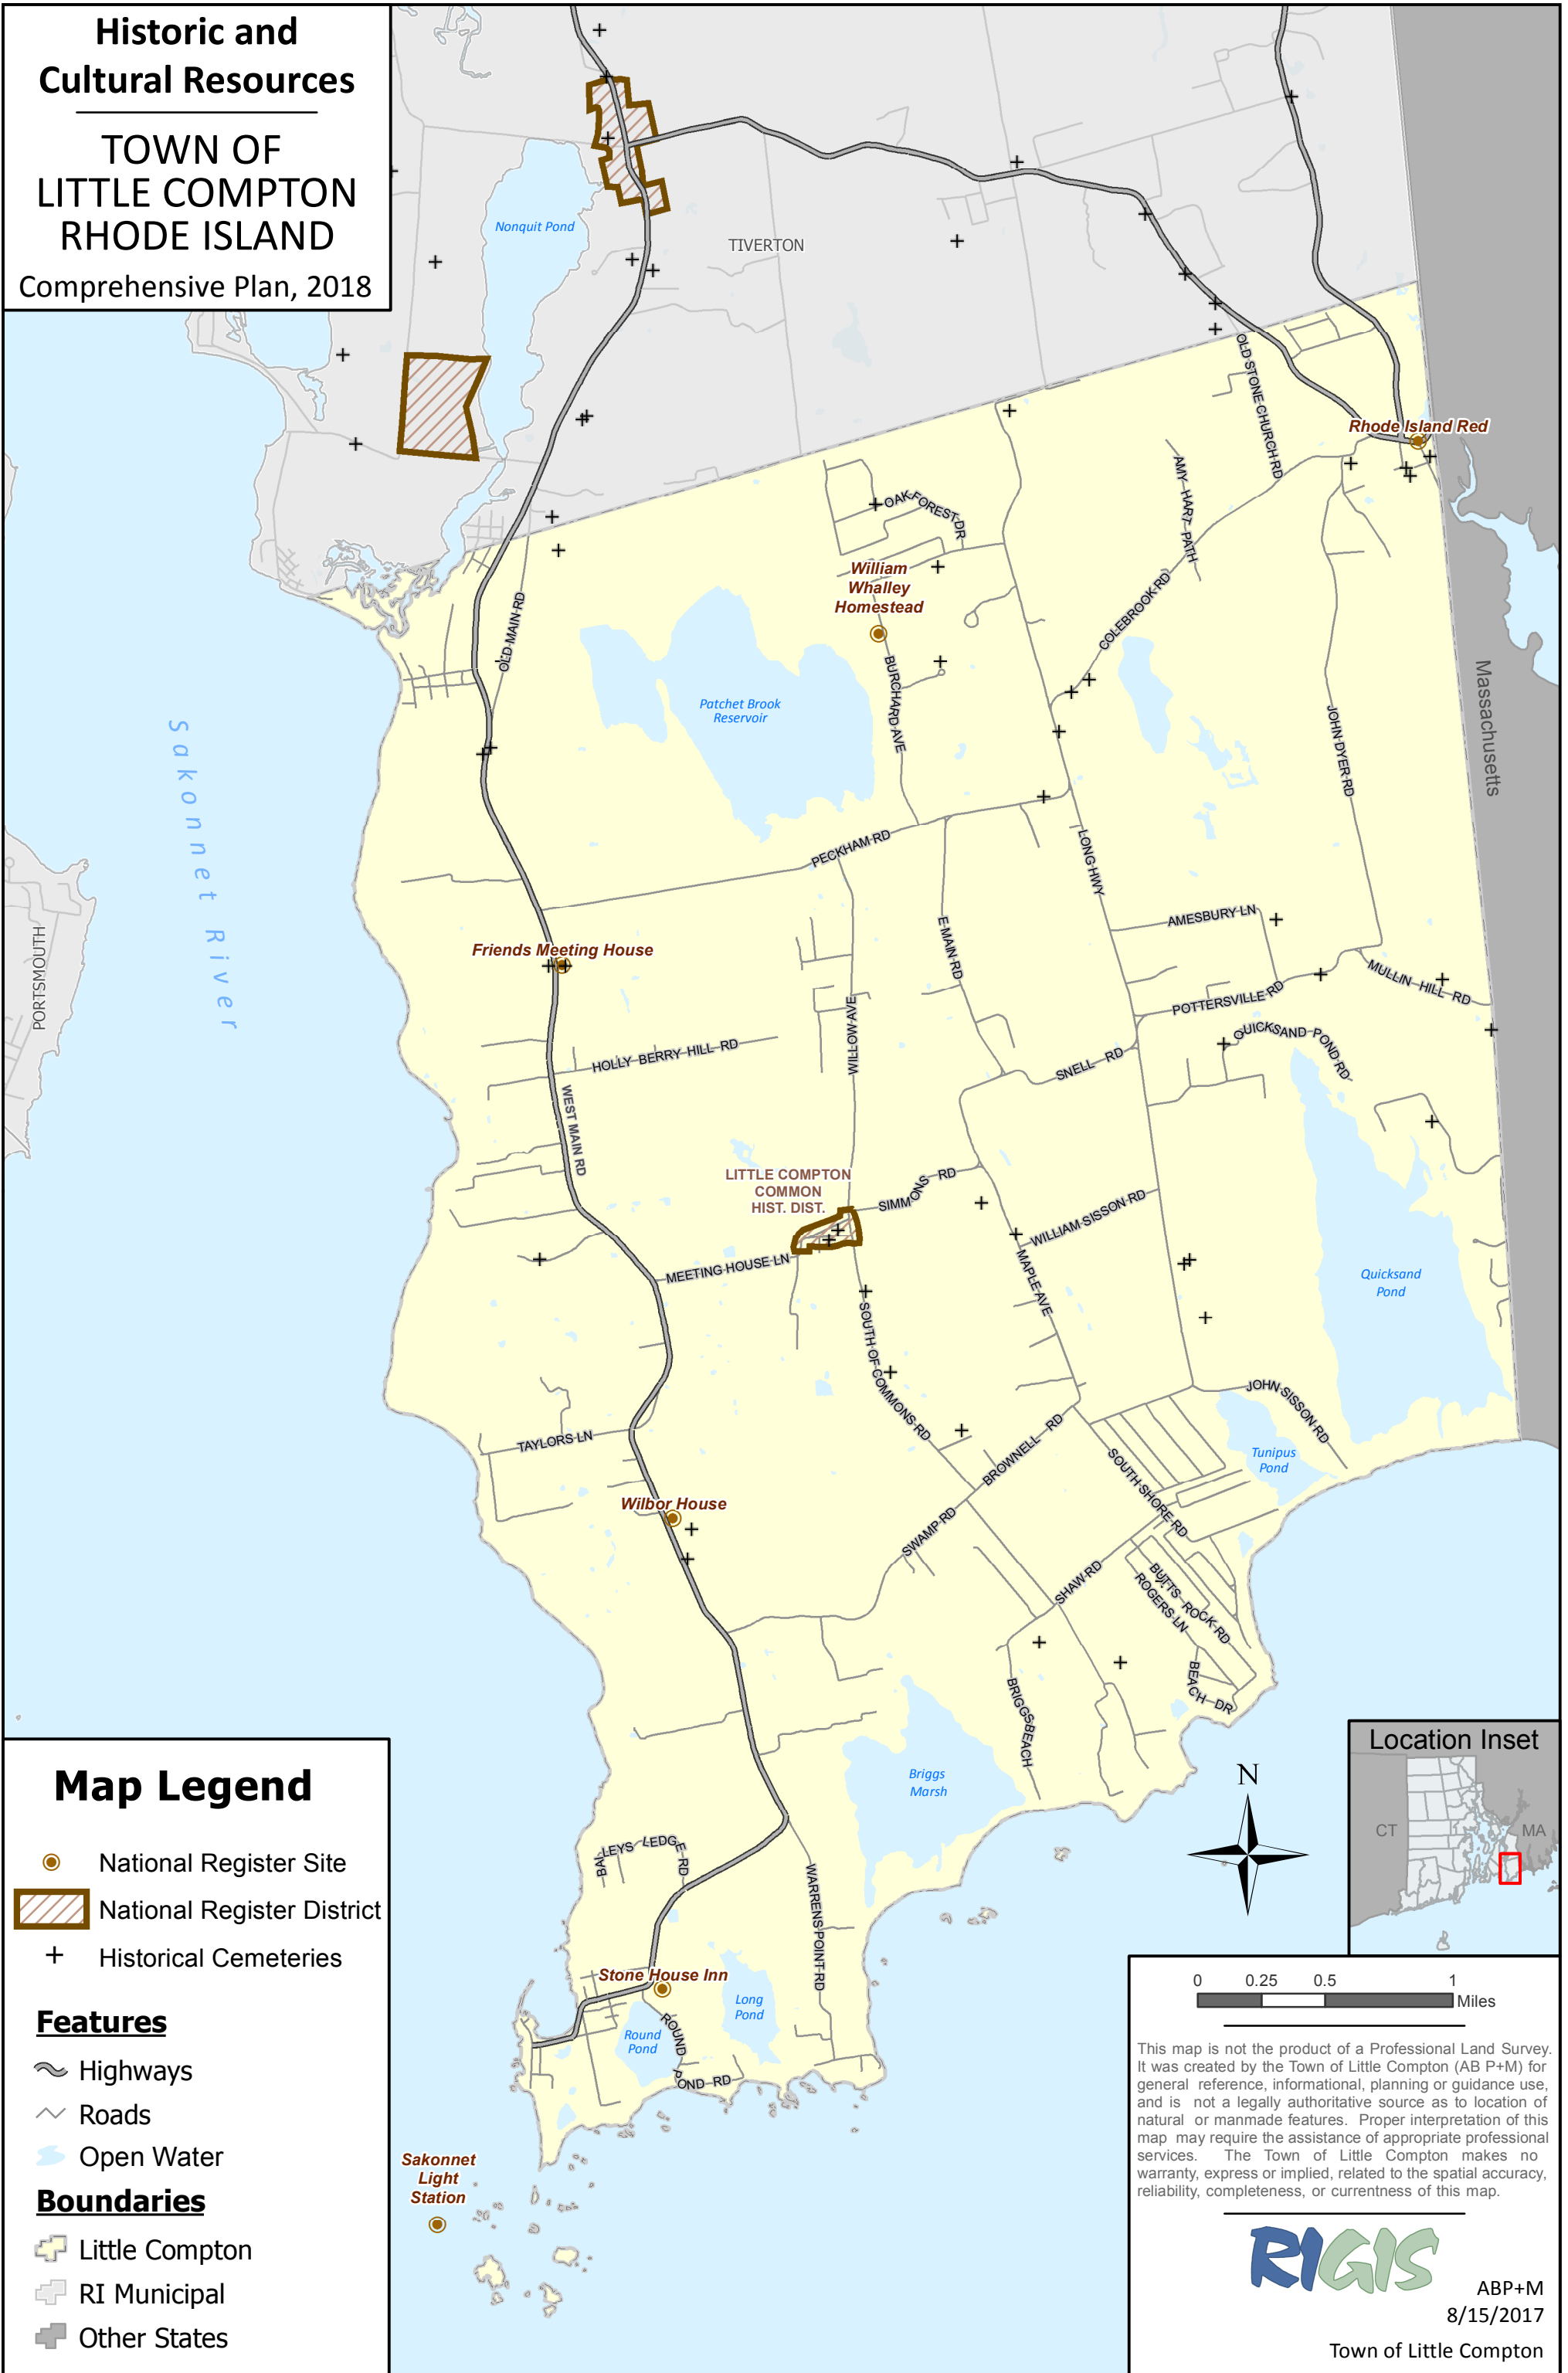 Historic and
Cultural Resources
TOWN OF
LITTLE COMPTON
RHODE ISLAND
Comprehensive Plan, 2018
Nonquit Pond
TIVERTON
OLD STONE CHURCH RD
Rhode Island Red
AMY HART PATH
OAK FOREST DR
William
Whalley
Homestead
COLEBROOK RD
OLD MAIN RD
BURCHARD AVE
Patchet Brook
Reservoir
Massachusetts
JOHN DYER RD
Sakonnet River
PECKHAM RD
LONG HWY
PORTSMOUTH
AMESBURY LN
E MAIN RD
Friends Meeting House
MULLIN HILL RD
POTTERSVILLE RD
WILLOW AVE
QUICKSAND POND RD
HOLLY BERRY HILL RD
SNELL RD
WEST MAIN RD
LITTLE COMPTON
COMMON
HIST. DIST.
SIMMONS RD
WILLIAM SISSON RD
MEETING HOUSE LN
MAPLE AVE
Quicksand
Pond
SOUTH OF COMMONS RD
JOHN SISSON RD
TAYLORS LN
BROWNELL RD
Tunipus
Pond
SOUTH SHORE RD
Wilbor House
SWAMP RD
SHAW RD
BUTTS ROCK RD
ROGERS LN
BEACH DR
BRIGGS BEACH
Briggs
Marsh
N
Location Inset
CT
MA
BAILEYS LEDGE RD
WARRENS POINT RD
Stone House Inn
Long
Pond
Round
Pond
ROUND POND RD
Sakonnet
Light
Station
Map Legend
National Register Site
National Register District
Historical Cemeteries
Features
Highways
Roads
Open Water
Boundaries
Little Compton
RI Municipal
Other States
0 0.25 0.5 1
Miles
This map is not the product of a Professional Land Survey.
It was created by the Town of Little Compton (AB P+M) for
general reference, informational, planning or guidance use,
and is not a legally authoritative source as to location of
natural or manmade features. Proper interpretation of this
map may require the assistance of appropriate professional
services. The Town of Little Compton makes no
warranty, express or implied, related to the spatial accuracy,
reliability, completeness, or currentness of this map.
RIGIS
ABP+M
8/15/2017
Town of Little Compton